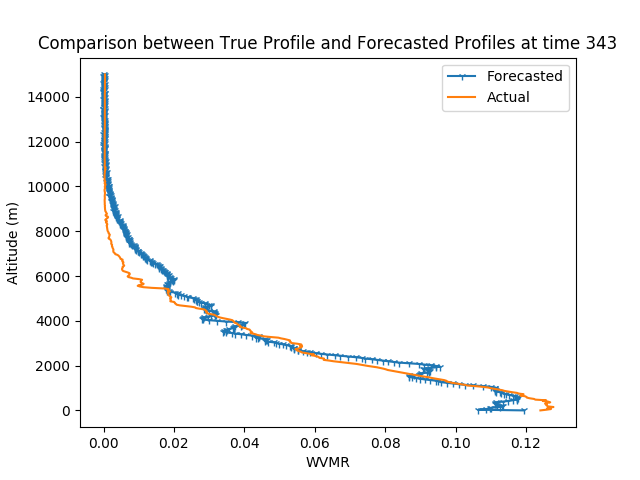 Comparison between True Profile and Forecasted Profiles at time 343
Forecasted
Actual
Altitude (m)
14000
12000
10000
8000
6000
4000
2000
0
0.00 0.02 0.04 0.06 0.08 0.10 0.12
WVMR